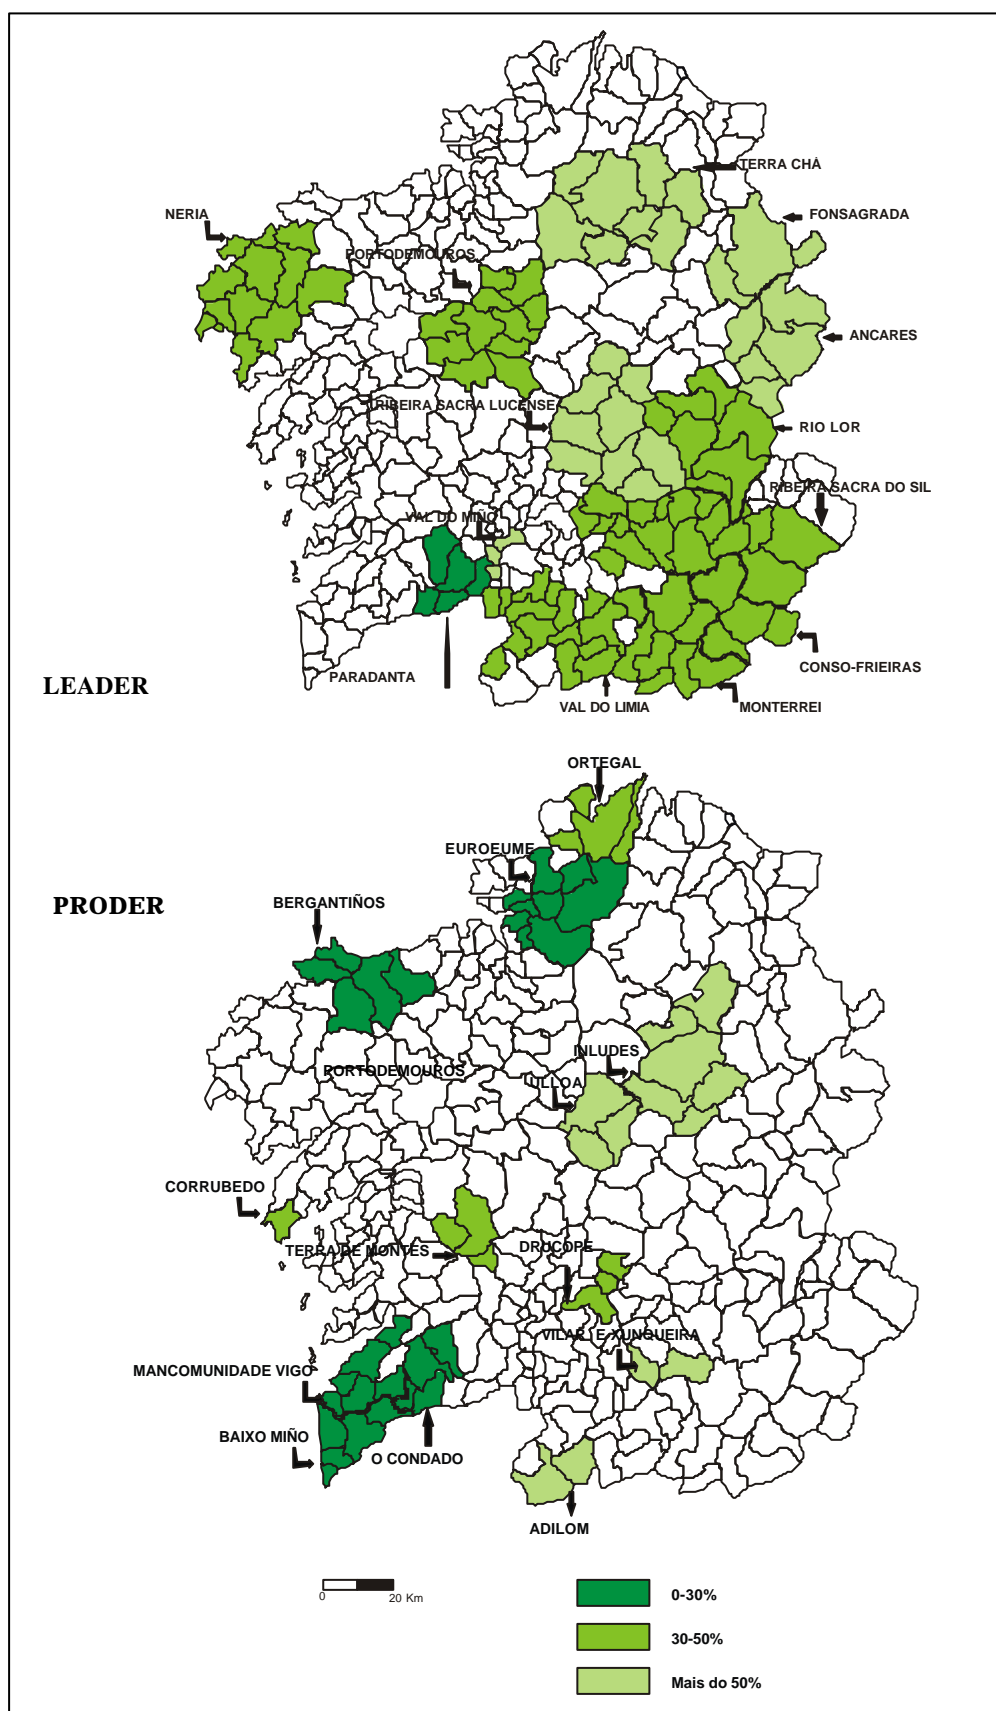 TERRA CHÁ
NERIA
FONSAGRADA
PORTODEMOUROS
ANCARES
RIBEIRA SACRA LUCENSE
RIO LOR
RIBEIRA SACRA DO SIL
VAL DO MIÑO
CONSO-FRIEIRAS
PARADANTA
LEADER
VAL DO LIMIA
MONTERREI
ORTEGAL
EUROEUME
PRODER
BERGANTIÑOS
INLUDES
PORTODEMOUROS
ULLOA
CORRUBEDO
TERRA DE MONTES
DRUCOPE
VILAR. E XUNQUEIRA
MANCOMUNIDADE VIGO
BAIXO MIÑO
O CONDADO
ADILOM
0 20 Km
0-30%
30-50%
Mais do 50%